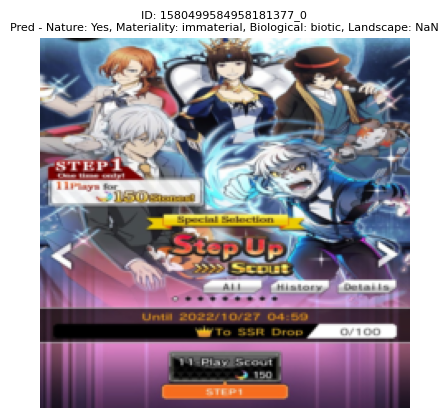 ID: 1580499584958181377_0
Pred - Nature: Yes, Materiality: immaterial, Biological: biotic, Landscape: NaN
STEP1
One time only!
11Plays for
150Stones!
Special Selection
Step Up
>>>> Scout
All History Details
Until 2022/10/27 04:59
To SSR Drop 0/100
11 Play Scout
150
STEP1